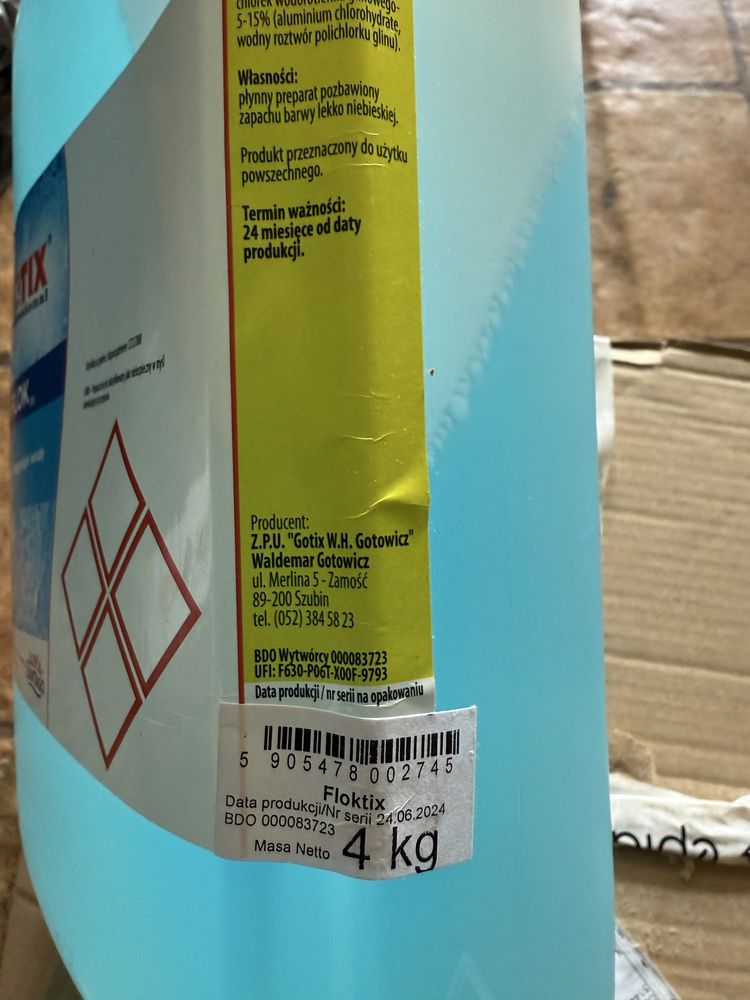 5-15% (aluminium chlorohydrate,
wodny roztwór polichlorku glinu).
Własności:
płynny preparat pozbawiony
zapachu barwy lekko niebieskiej.
Produkt przeznaczony do użytku
powszechnego.
Termin ważności:
24 miesięce od daty
produkcji.
TIX
Producent:
Z.P.U. "Gotix W.H. Gotowicz"
Waldemar Gotowicz
ul. Merlina 5 - Zamość
89-200 Szubin
tel. (052) 384 58 23
BDO Wytwórcy 000083723
UFI: F630-P06T-X00F-9793
Data produkcji / nr serii na opakowaniu
5 905478 002745
Floktix
Data produkcji/Nr serii 24.06.2024
BDO 000083723
Masa Netto 4 kg